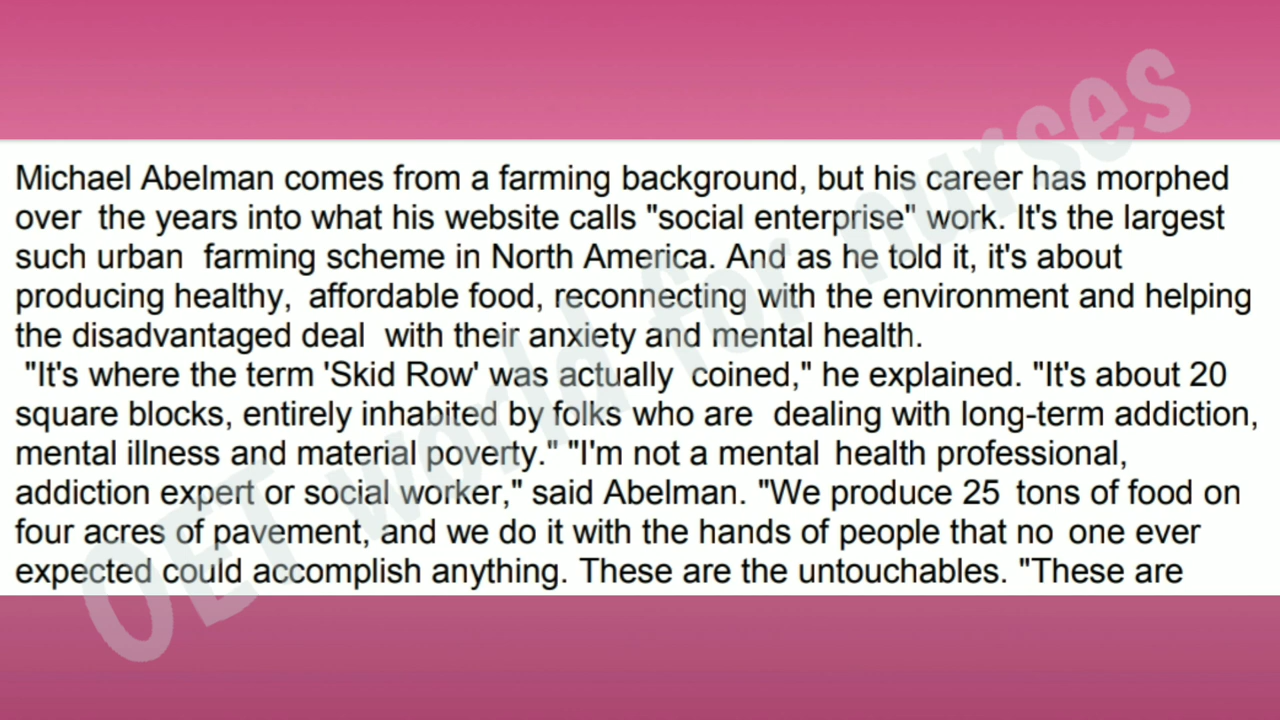 Michael Abelman comes from a farming background, but his career has morphed
over the years into what his website calls "social enterprise" work. It's the largest
such urban farming scheme in North America. And as he told it, it's about
producing healthy, affordable food, reconnecting with the environment and helping
the disadvantaged deal with their anxiety and mental health.
"It's where the term 'Skid Row' was actually coined," he explained. "It's about 20
square blocks, entirely inhabited by folks who are dealing with long-term addiction,
mental illness and material poverty." "I'm not a mental health professional,
addiction expert or social worker," said Abelman. "We produce 25 tons of food on
four acres of pavement, and we do it with the hands of people that no one ever
expected could accomplish anything. These are the untouchables. "These are
OET world for nurses